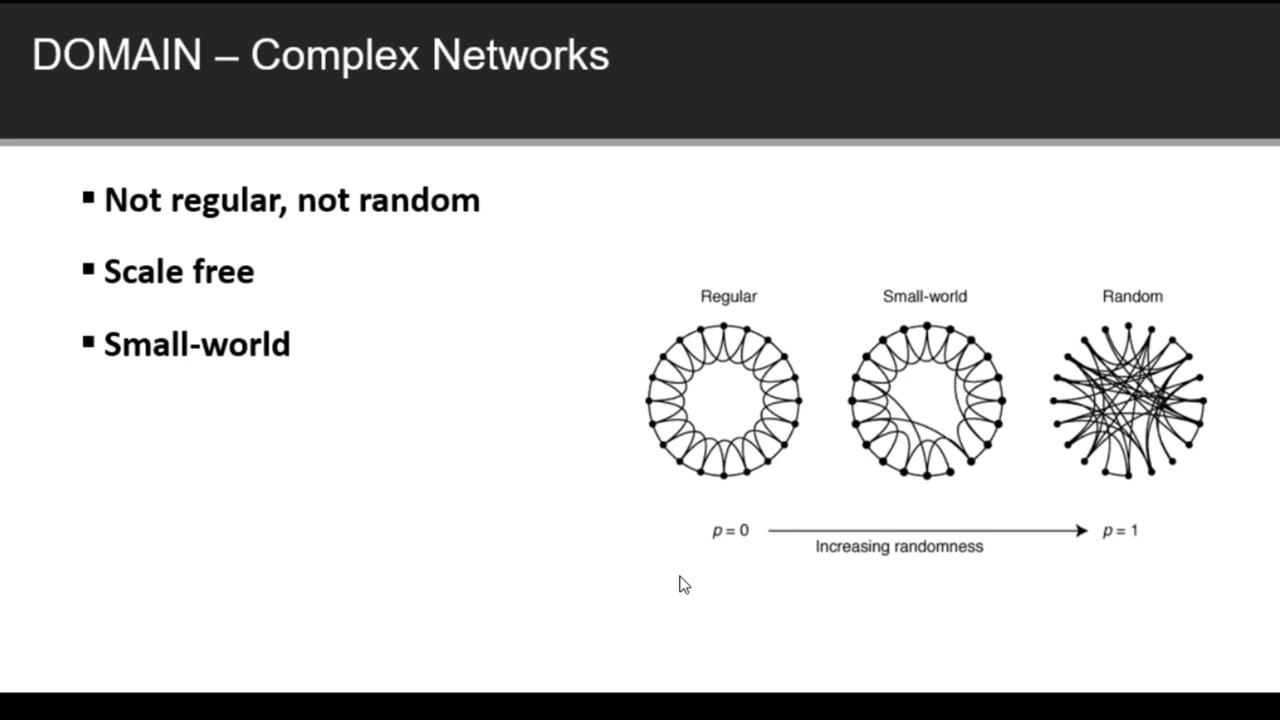 DOMAIN – Complex Networks
▪ Not regular, not random
▪ Scale free
▪ Small-world
Regular Small-world Random
p = 0 p = 1
Increasing randomness